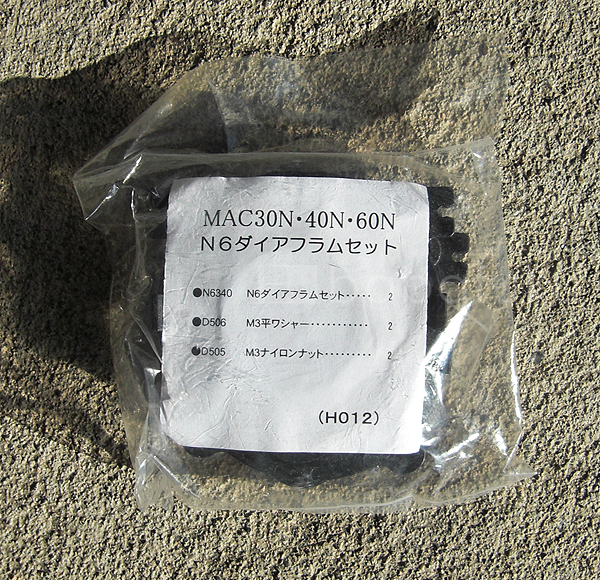 MAC30N・40N・60N
N6ダイアフラムセット
●N6340 N6ダイアフラムセット‥‥‥ 2
●D506 M3平ワシャー‥‥‥‥‥‥ 2
●D505 M3ナイロンナット‥‥‥‥‥ 2
(H012)